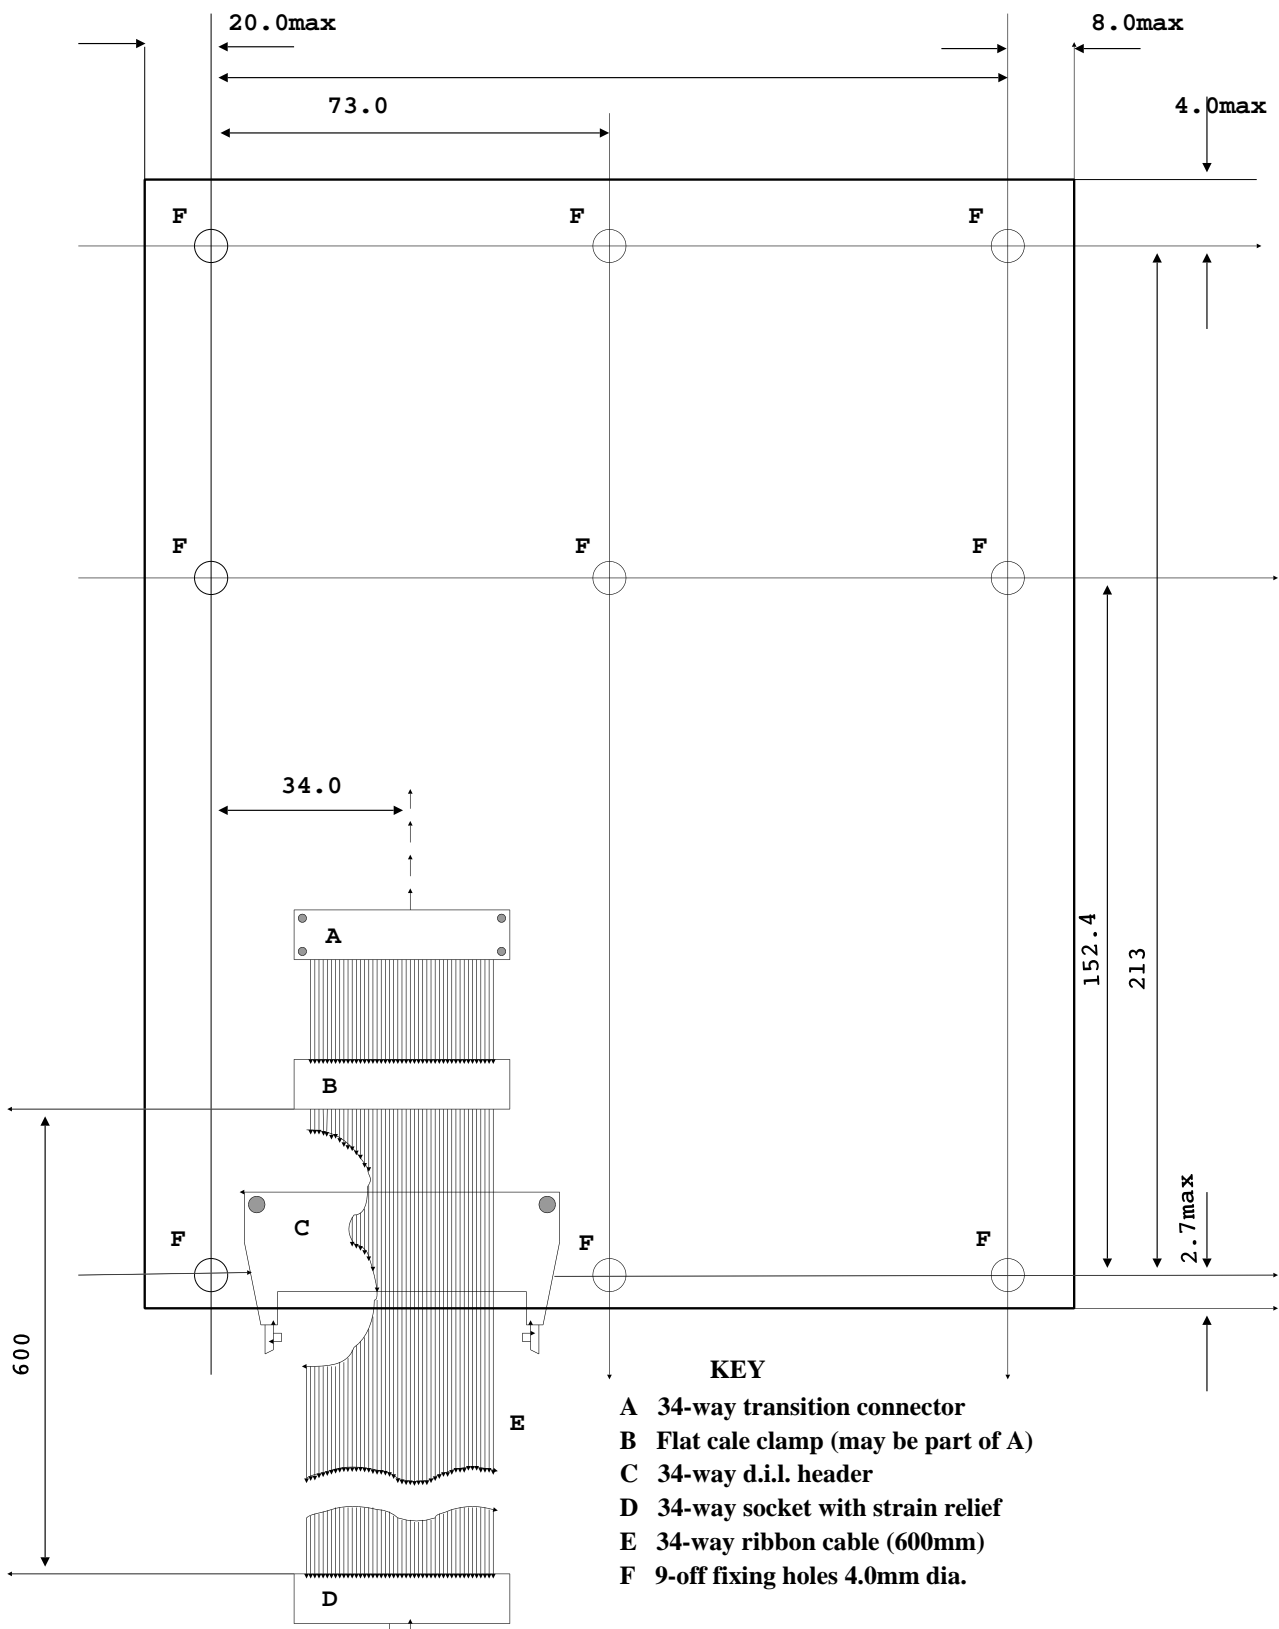 20.0max 8.0max
73.0 4.0max
F F F
F F F
34.0
A
152.4
213
B
2.7max
C
F F F
600
KEY
A 34-way transition connector
E
B Flat cale clamp (may be part of A)
C 34-way d.i.l. header
D 34-way socket with strain relief
E 34-way ribbon cable (600mm)
F 9-off fixing holes 4.0mm dia.
D